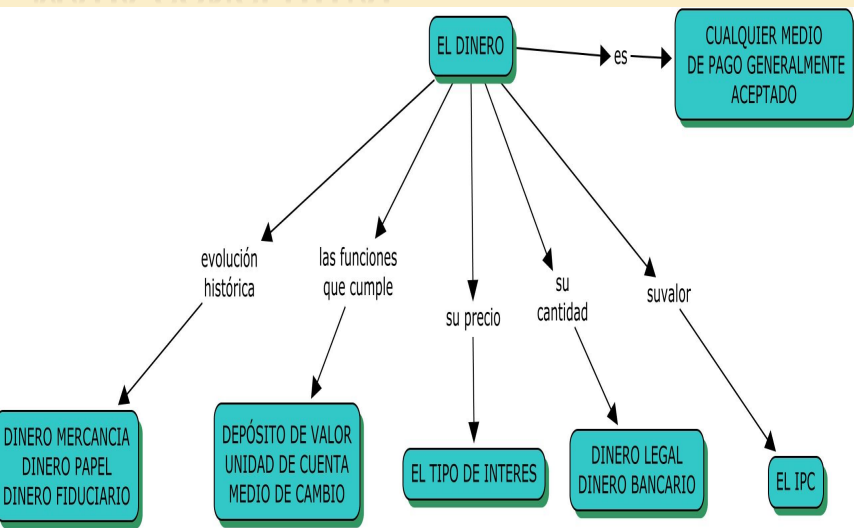 EL DINERO
es
CUALQUIER MEDIO
DE PAGO GENERALMENTE
ACEPTADO
evolución
histórica
las funciones
que cumple
su precio
su
cantidad
suvalor
DINERO MERCANCIA
DINERO PAPEL
DINERO FIDUCIARIO
DEPÓSITO DE VALOR
UNIDAD DE CUENTA
MEDIO DE CAMBIO
EL TIPO DE INTERES
DINERO LEGAL
DINERO BANCARIO
EL IPC